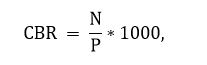 CBR = N/P * 1000,